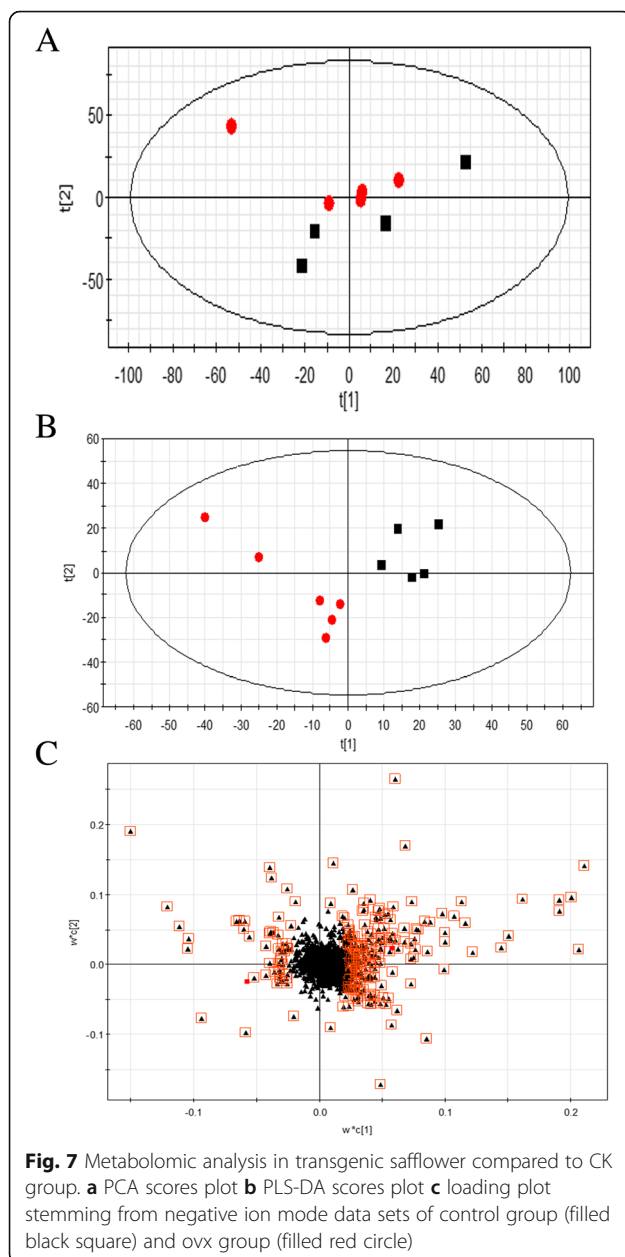 A
50
0
-50
t[2]
-100 -80 -60 -40 -20 0 20 40 60 80 100
t[1]
B
60
40
20
0
-20
-40
-60
t[2]
-60 -50 -40 -30 -20 -10 0 10 20 30 40 50 60
t[1]
C
0.2
0.1
0.0
-0.1
w*c[2]
-0.1 0.0 0.1 0.2
w*c[1]
Fig. 7 Metabolomic analysis in transgenic safflower compared to CK
group. a PCA scores plot b PLS-DA scores plot c loading plot
stemming from negative ion mode data sets of control group (filled
black square) and ovx group (filled red circle)